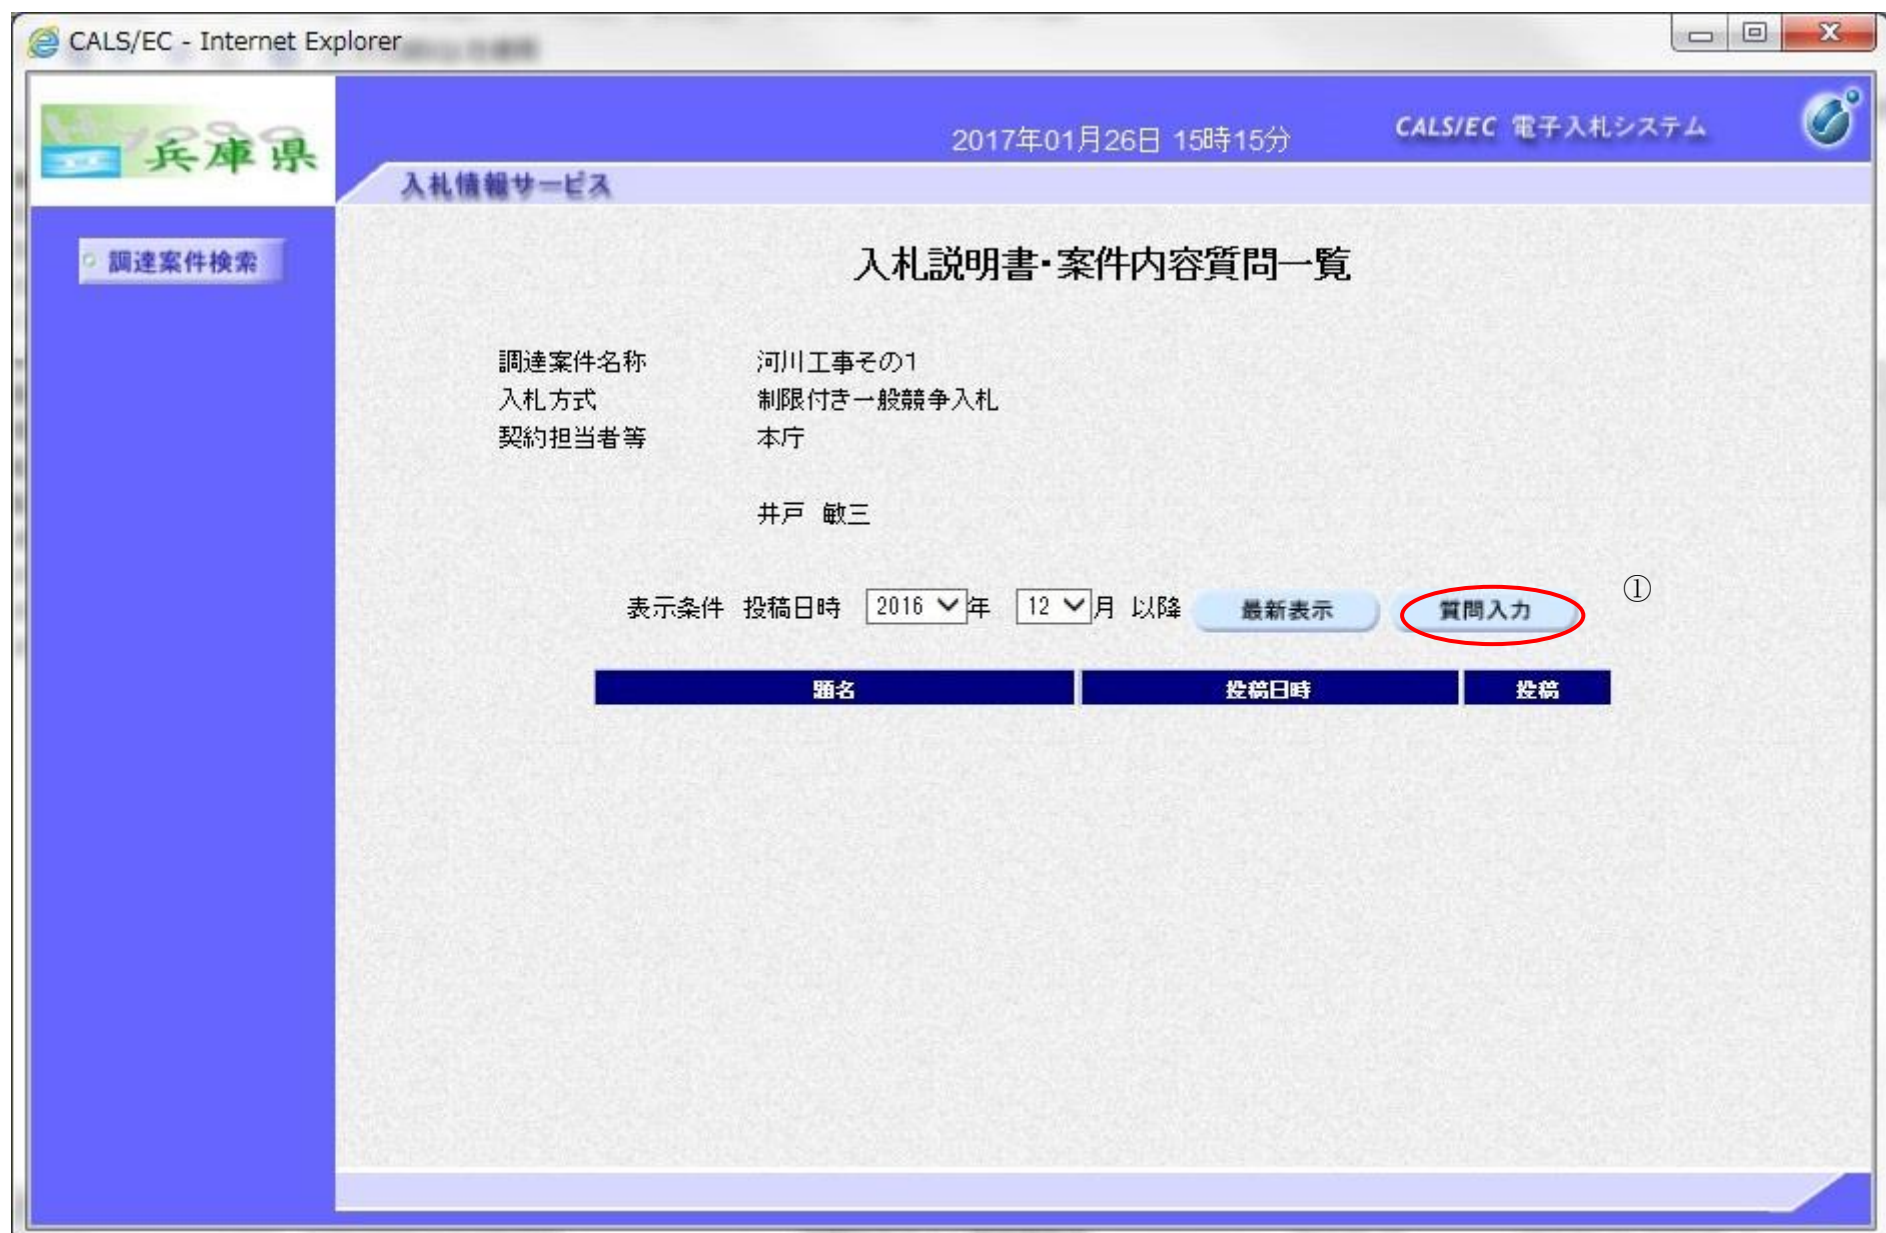 CALS/EC - Internet Explorer
Hyogo
兵庫県
2017年01月26日 15時15分
CALS/EC 電子入札システム
入札情報サービス
調達案件検索
入札説明書・案件内容質問一覧
調達案件名称 河川工事その1
入札方式 制限付き一般競争入札
契約担当者等 本庁
井戸 敏三
表示条件 投稿日時 2016 年 12 月 以降 最新表示 質問入力 ①
題名 投稿日時 投稿